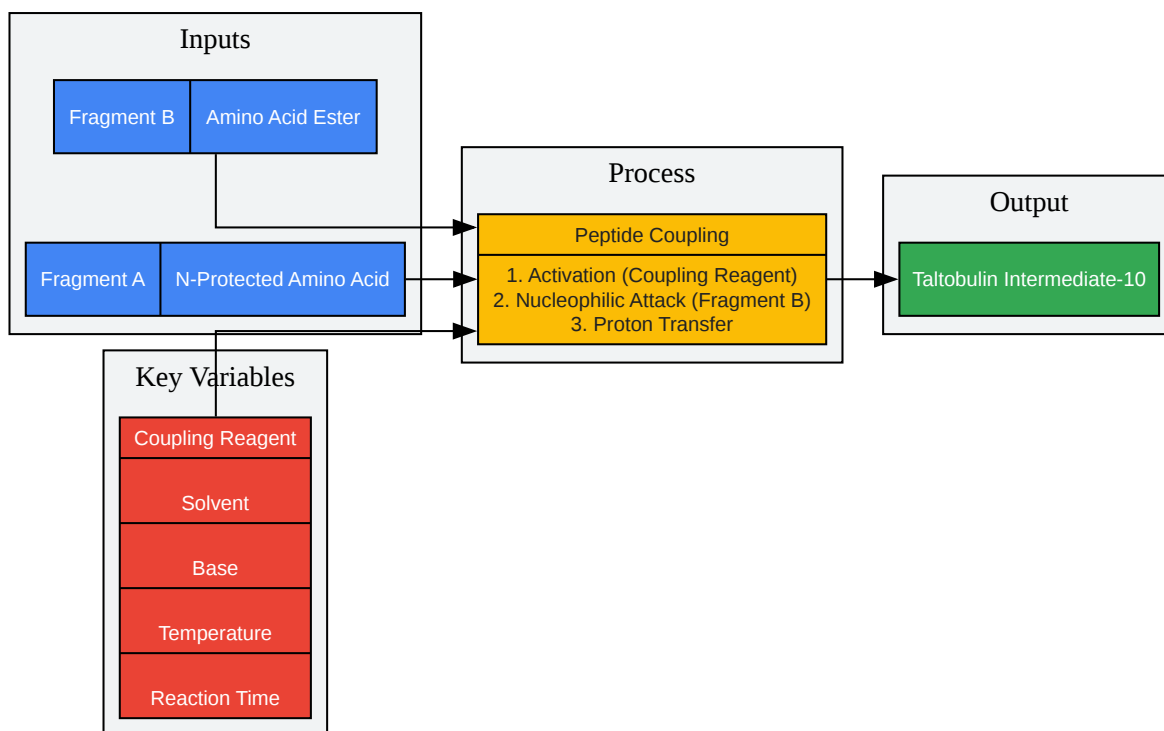 Inputs
Fragment B
Amino Acid Ester
Fragment A
N-Protected Amino Acid
Process
Peptide Coupling
1. Activation (Coupling Reagent)
2. Nucleophilic Attack (Fragment B)
3. Proton Transfer
Output
Taltobulin Intermediate-10
Key Variables
Coupling Reagent
Solvent
Base
Temperature
Reaction Time